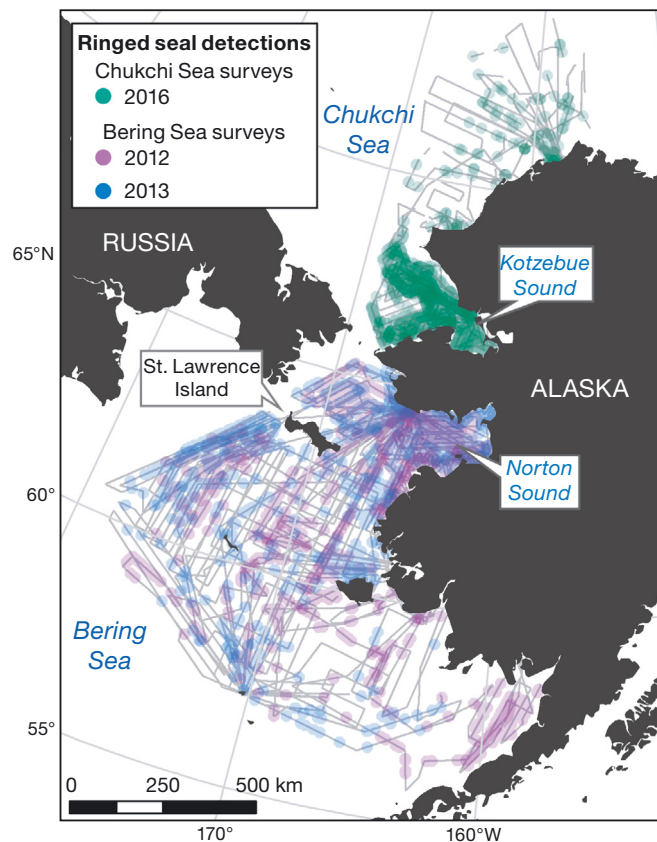 Ringed seal detections
Chukchi Sea surveys
2016
Bering Sea surveys
2012
2013
Chukchi
Sea
RUSSIA
65°N
Kotzebue
Sound
St. Lawrence
Island
ALASKA
Norton
Sound
60°
Bering
Sea
55°
0 250 500 km
170° 160°W